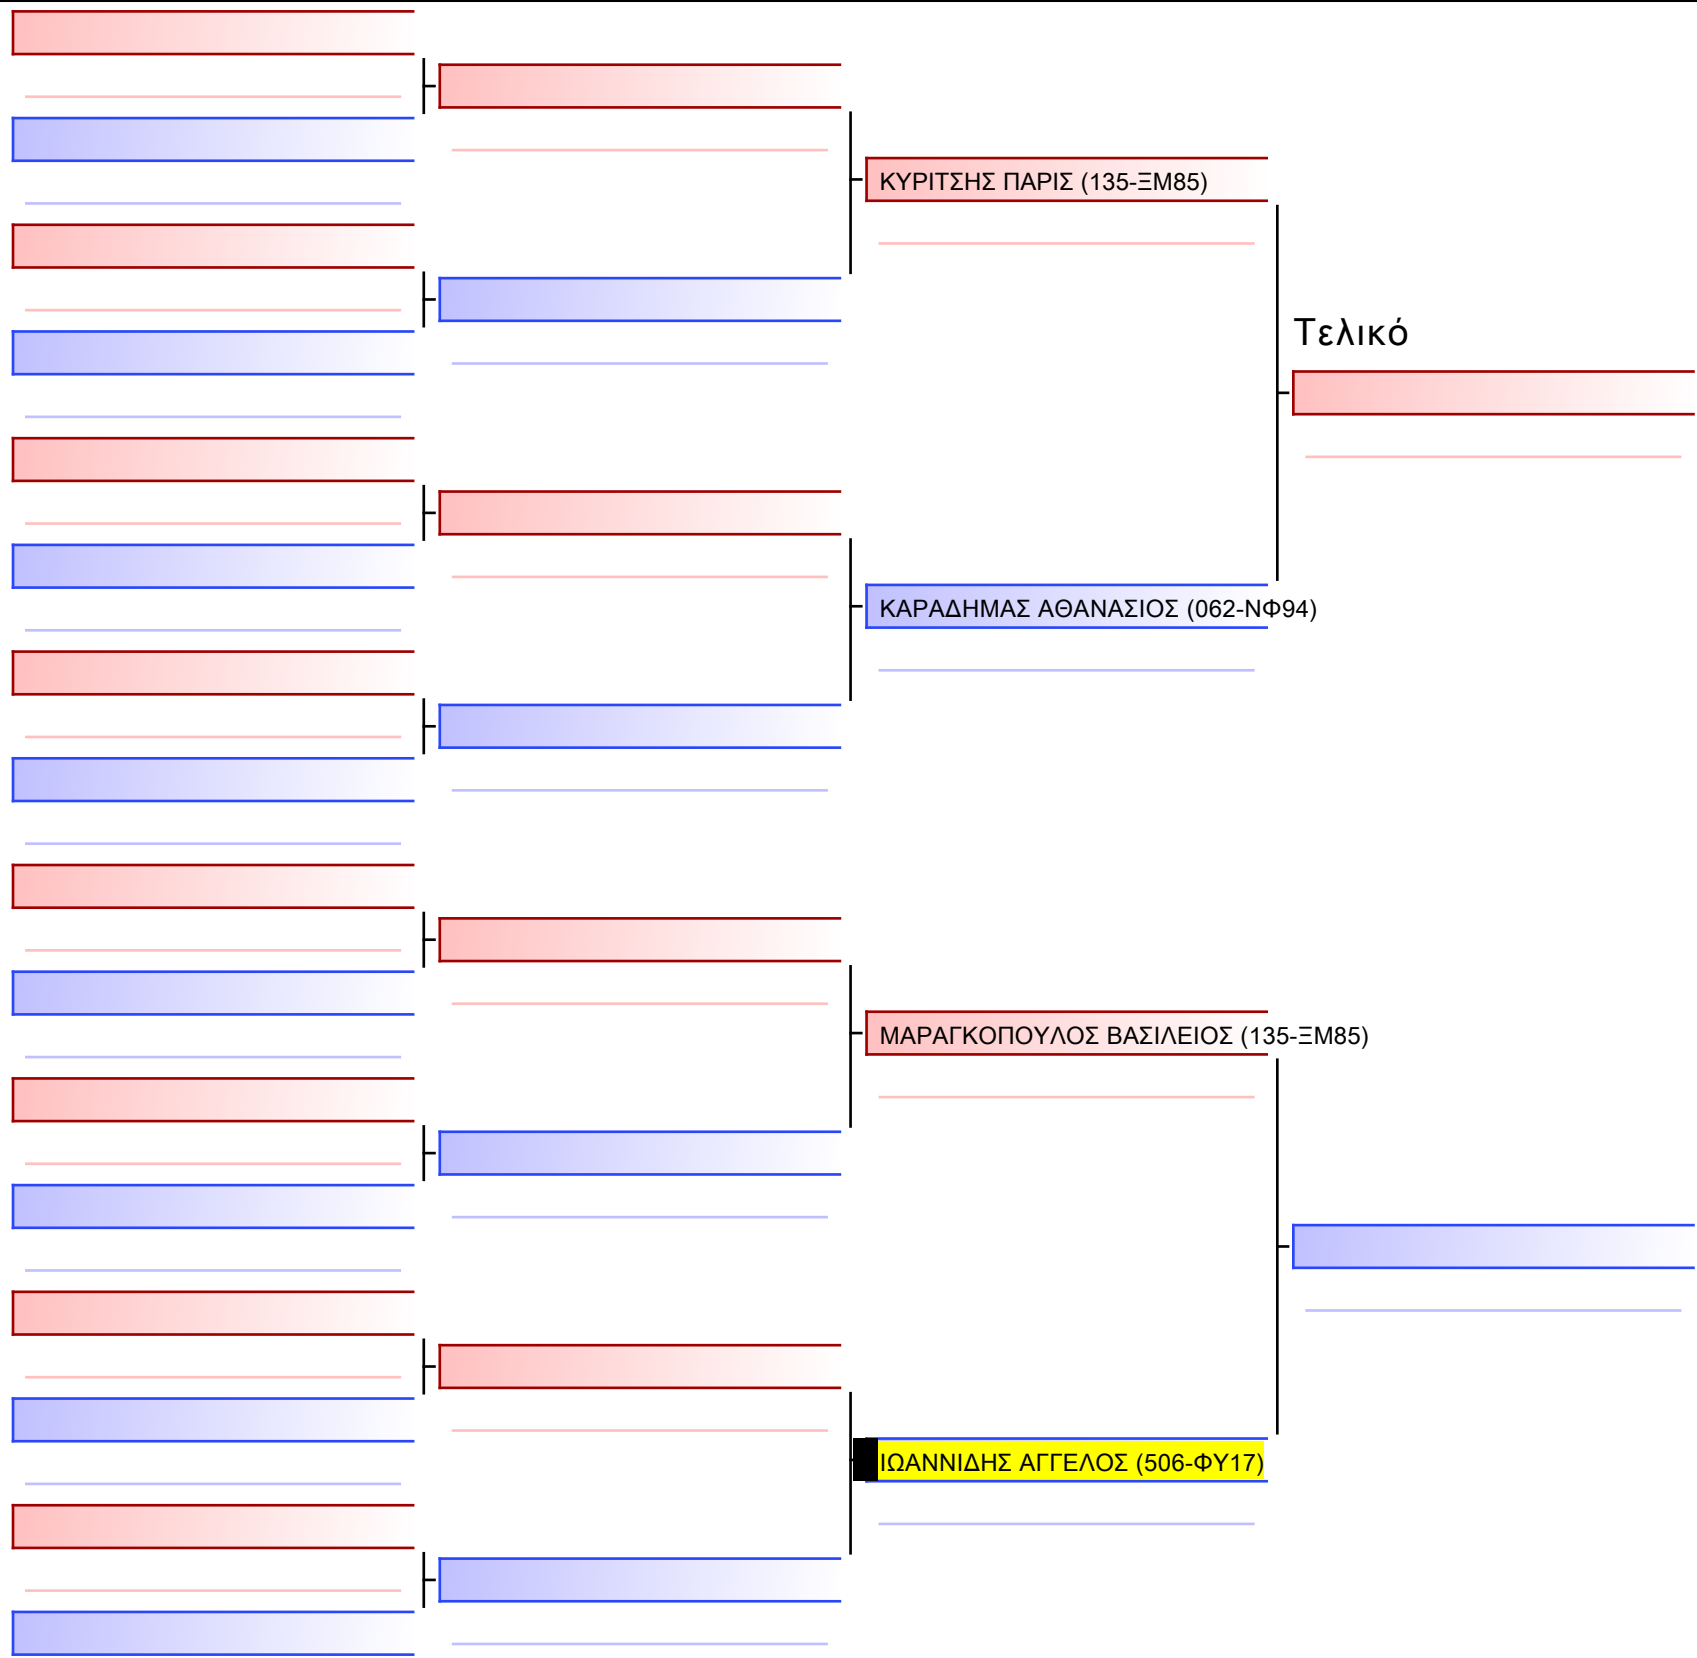 ΚΥΡΙΤΣΗΣ ΠΑΡΙΣ (135-ΞΜ85)
Τελικό
ΚΑΡΑΔΗΜΑΣ ΑΘΑΝΑΣΙΟΣ (062-ΝΦ94)
ΜΑΡΑΓΚΟΠΟΥΛΟΣ ΒΑΣΙΛΕΙΟΣ (135-ΞΜ85)
ΙΩΑΝΝΙΔΗΣ ΑΓΓΕΛΟΣ (506-ΦΥ17)